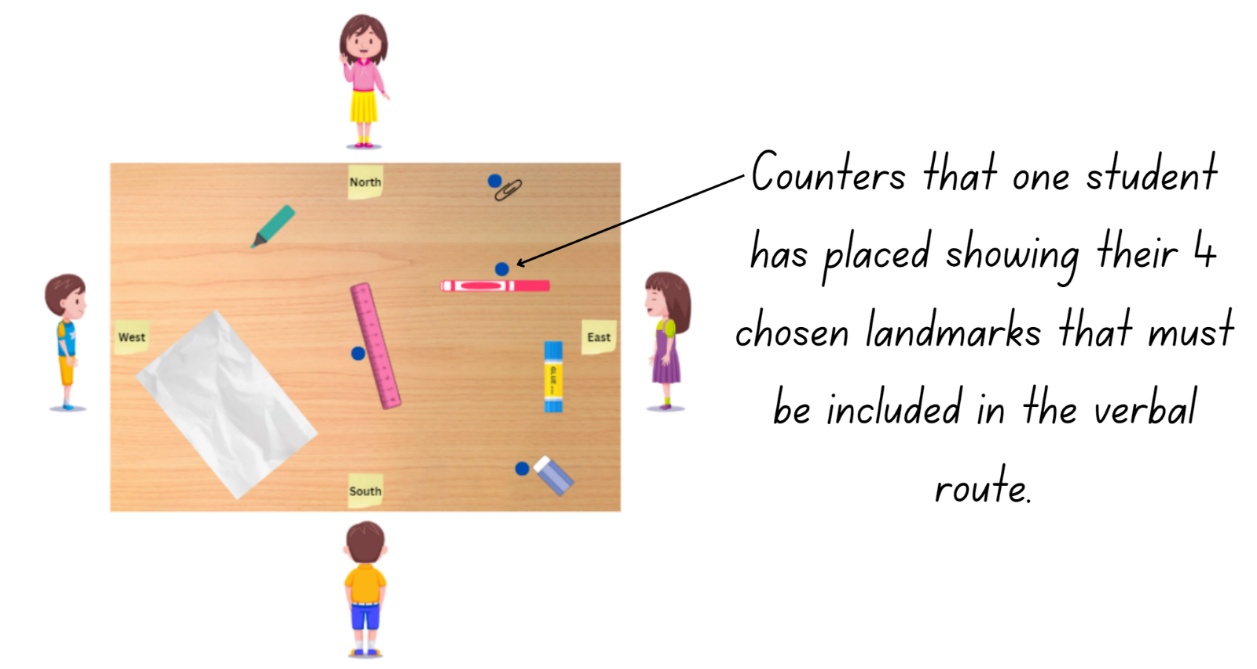 North
Counters that one student
has placed showing their 4
chosen landmarks that must
be included in the verbal
route.
West
East
GLUE
South